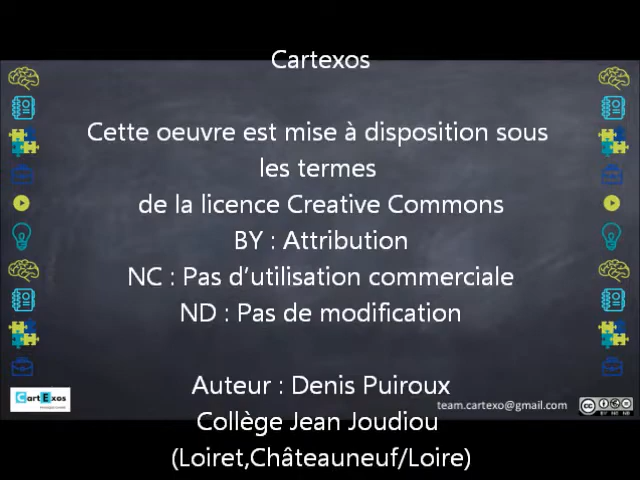 Cartexos
Cette oeuvre est mise à disposition sous
les termes
de la licence Creative Commons
BY : Attribution
NC : Pas d’utilisation commerciale
ND : Pas de modification
Auteur : Denis Puiroux
CartExos
team.cartexo@gmail.com
Collège Jean Joudiou
(Loiret,Châteauneuf/Loire)